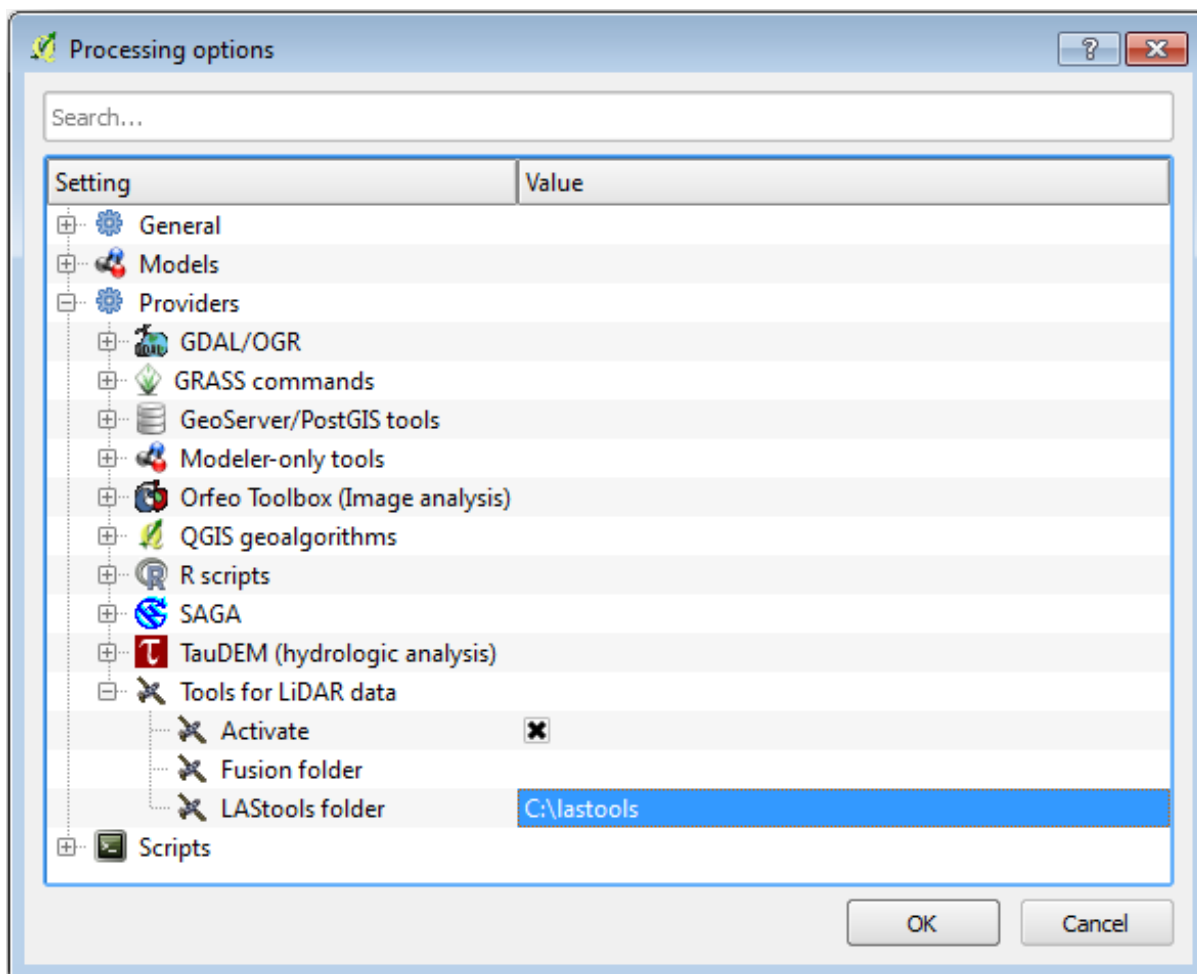 Processing options
Search...
Setting Value
General
Models
Providers
GDAL/OGR
GRASS commands
GeoServer/PostGIS tools
Modeler-only tools
Orfeo Toolbox (Image analysis)
QGIS geoalgorithms
R scripts
SAGA
TauDEM (hydrologic analysis)
Tools for LiDAR data
Activate
Fusion folder
LAStools folder C:\lastools
Scripts
OK Cancel